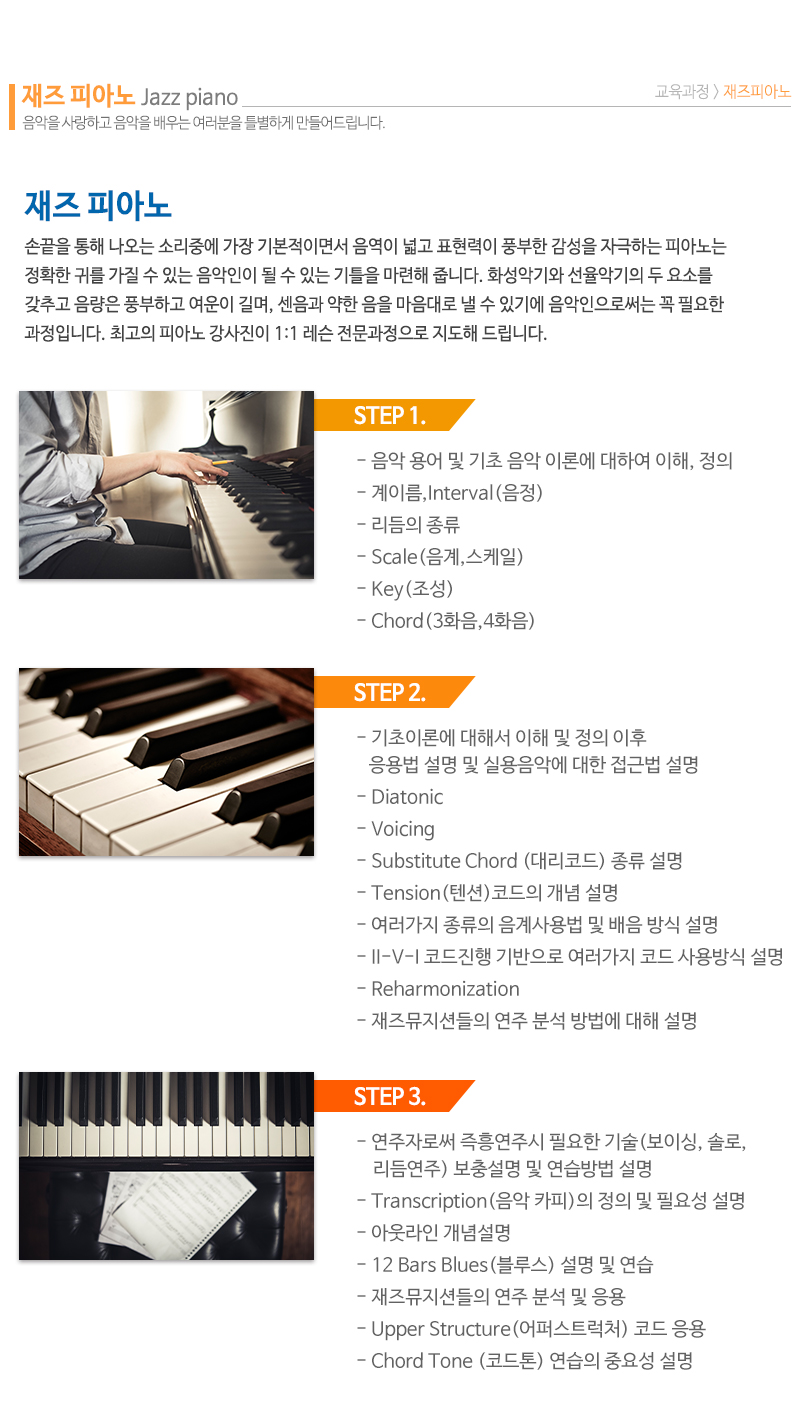 재즈 피아노 Jazz piano
교육과정 > 재즈피아노
음악을 사랑하고 음악을 배우는 여러분을 특별하게 만들어드립니다.
재즈 피아노
손끝을 통해 나오는 소리중에 가장 기본적이면서 음역이 넓고 표현력이 풍부한 감성을 자극하는 피아노는
정확한 귀를 가질 수 있는 음악인이 될 수 있는 기틀을 마련해 줍니다. 화성악기와 선율악기의 두 요소를
갖추고 음량은 풍부하고 여운이 길며, 센음과 약한 음을 마음대로 낼 수 있기에 음악인으로써는 꼭 필요한
과정입니다. 최고의 피아노 강사진이 1:1 레슨 전문과정으로 지도해 드립니다.
STEP 1.
- 음악 용어 및 기초 음악 이론에 대하여 이해, 정의
- 계이름,Interval(음정)
- 리듬의 종류
- Scale(음계,스케일)
- Key(조성)
- Chord(3화음,4화음)
STEP 2.
- 기초이론에 대해서 이해 및 정의 이후
응용법 설명 및 실용음악에 대한 접근법 설명
- Diatonic
- Voicing
- Substitute Chord (대리코드) 종류 설명
- Tension(텐션)코드의 개념 설명
- 여러가지 종류의 음계사용법 및 배음 방식 설명
- II-V-I 코드진행 기반으로 여러가지 코드 사용방식 설명
- Reharmonization
- 재즈뮤지션들의 연주 분석 방법에 대해 설명
STEP 3.
- 연주자로써 즉흥연주시 필요한 기술(보이싱, 솔로,
리듬연주) 보충설명 및 연습방법 설명
- Transcription(음악 카피)의 정의 및 필요성 설명
- 아웃라인 개념설명
- 12 Bars Blues(블루스) 설명 및 연습
- 재즈뮤지션들의 연주 분석 및 응용
- Upper Structure(어퍼스트럭처) 코드 응용
- Chord Tone (코드톤) 연습의 중요성 설명